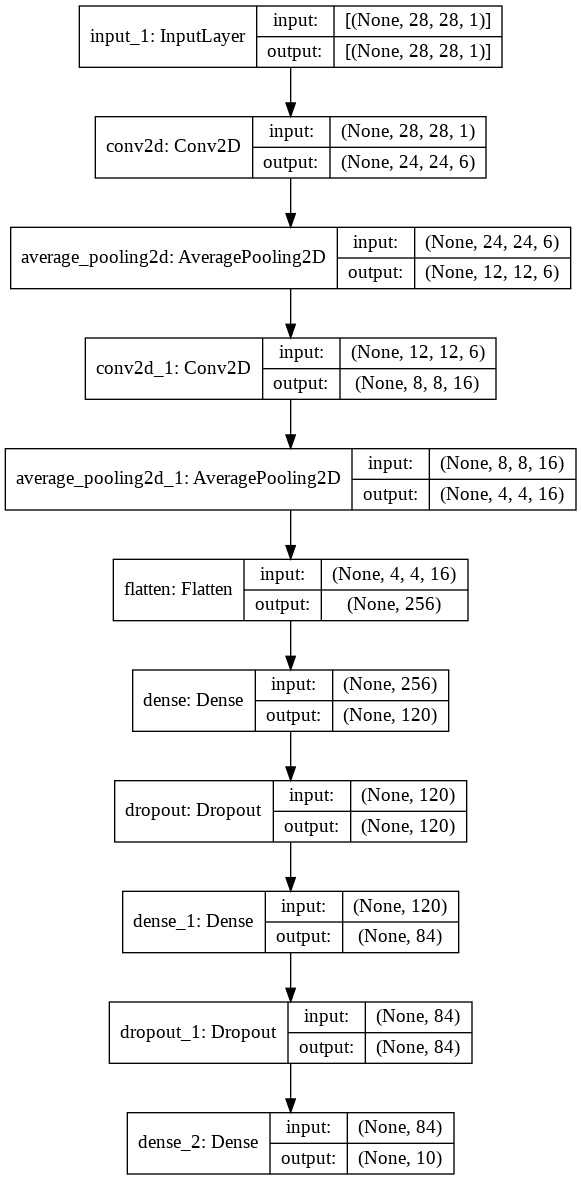 input_1: InputLayer
input: [(None, 28, 28, 1)]
output: [(None, 28, 28, 1)]
conv2d: Conv2D
input: (None, 28, 28, 1)
output: (None, 24, 24, 6)
average_pooling2d: AveragePooling2D
input: (None, 24, 24, 6)
output: (None, 12, 12, 6)
conv2d_1: Conv2D
input: (None, 12, 12, 6)
output: (None, 8, 8, 16)
average_pooling2d_1: AveragePooling2D
input: (None, 8, 8, 16)
output: (None, 4, 4, 16)
flatten: Flatten
input: (None, 4, 4, 16)
output: (None, 256)
dense: Dense
input: (None, 256)
output: (None, 120)
dropout: Dropout
input: (None, 120)
output: (None, 120)
dense_1: Dense
input: (None, 120)
output: (None, 84)
dropout_1: Dropout
input: (None, 84)
output: (None, 84)
dense_2: Dense
input: (None, 84)
output: (None, 10)